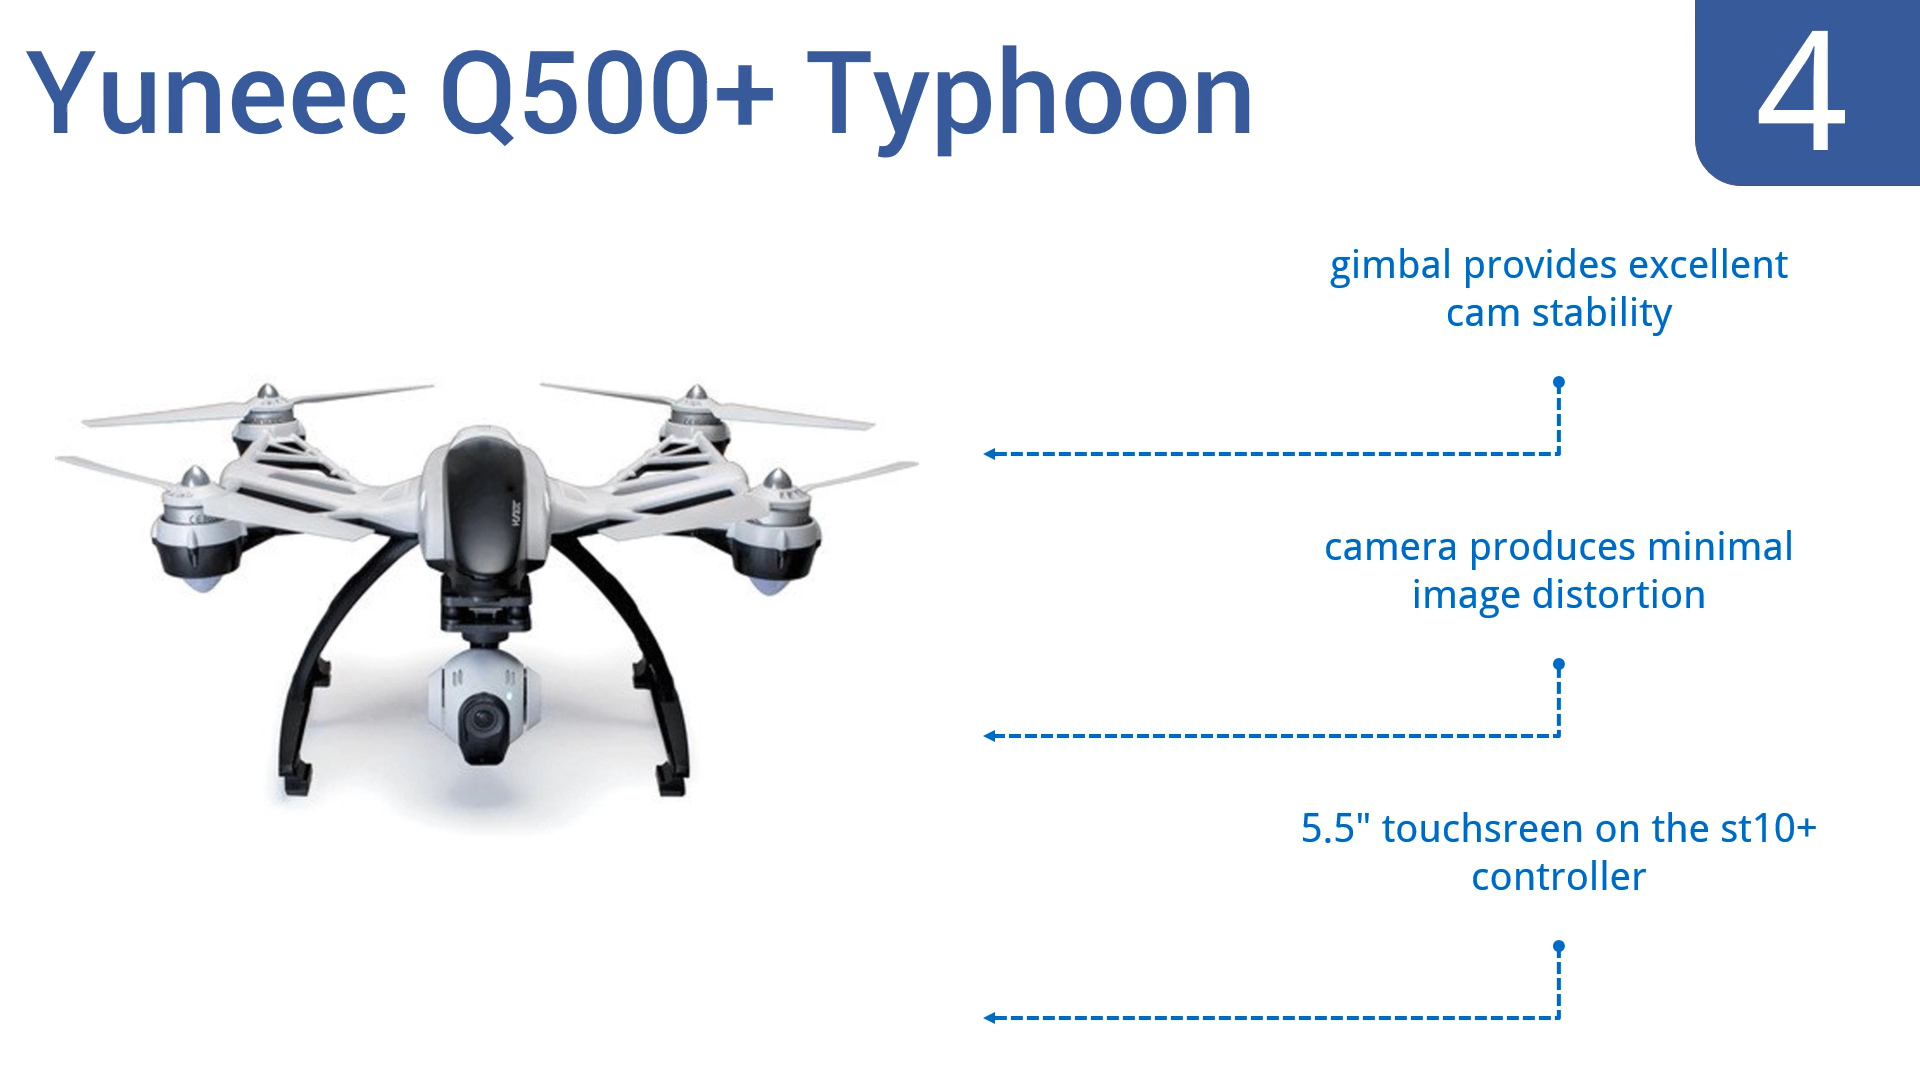 Yuneec Q500+ Typhoon
4
gimbal provides excellent
cam stability
camera produces minimal
image distortion
5.5" touchsreen on the st10+
controller